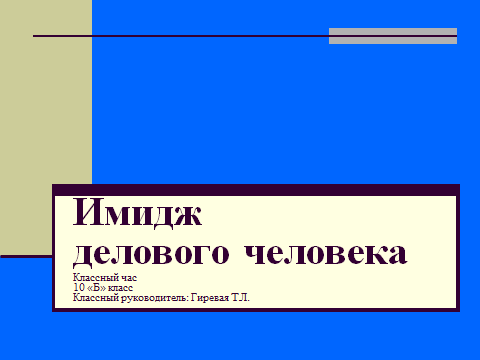 Имидж
делового человека
Классный час
10 «Б» класс
Классный руководитель: Гиревая Т.Л.